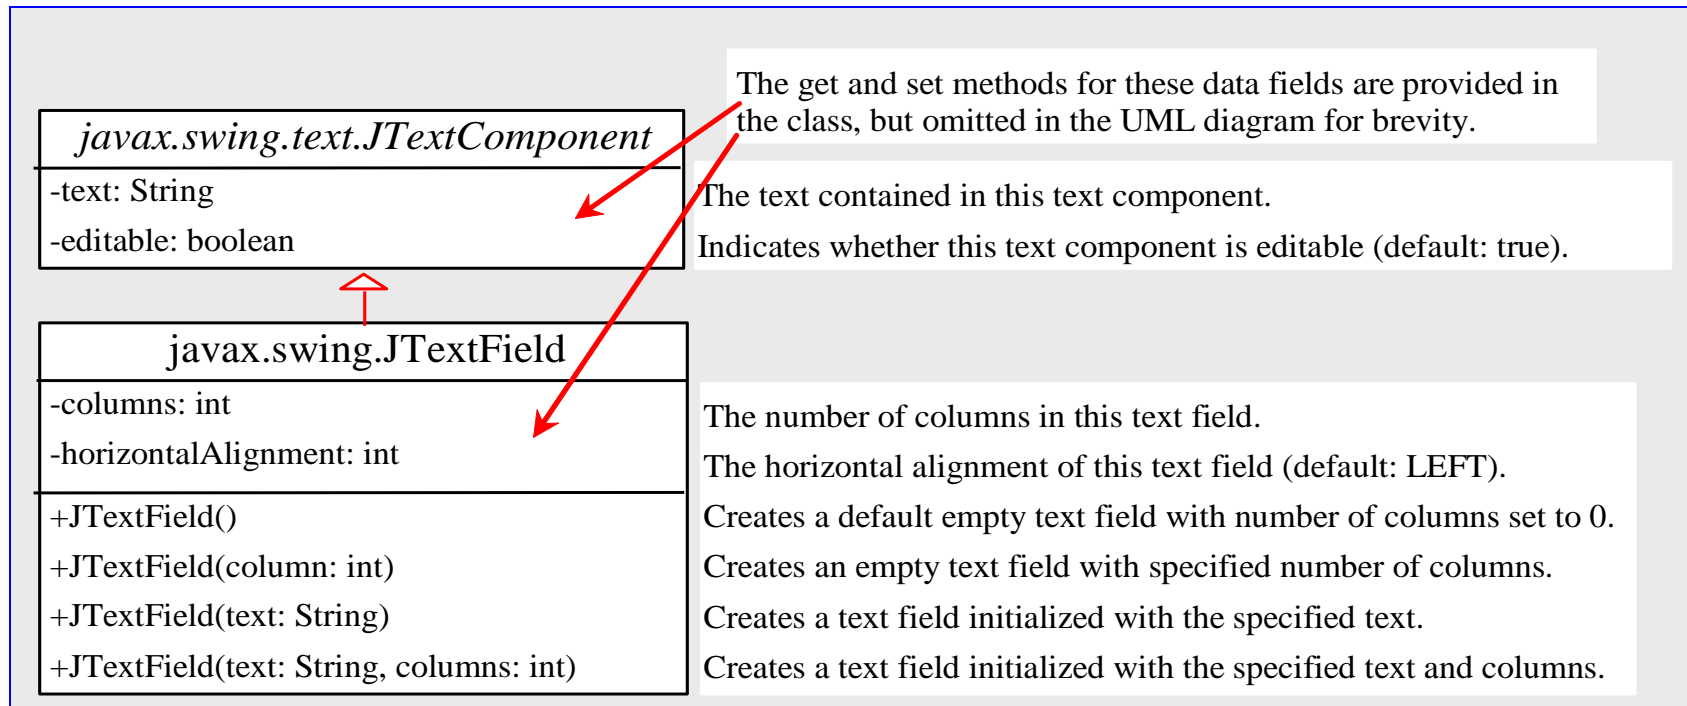 The get and set methods for these data fields are provided in
the class, but omitted in the UML diagram for brevity.
javax.swing.text.JTextComponent
-text: String
The text contained in this text component.
-editable: boolean
Indicates whether this text component is editable (default: true).
javax.swing.JTextField
-columns: int
The number of columns in this text field.
-horizontalAlignment: int
The horizontal alignment of this text field (default: LEFT).
+JTextField()
Creates a default empty text field with number of columns set to 0.
+JTextField(column: int)
Creates an empty text field with specified number of columns.
+JTextField(text: String)
Creates a text field initialized with the specified text.
+JTextField(text: String, columns: int)
Creates a text field initialized with the specified text and columns.